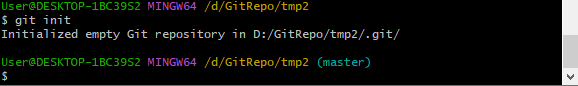 User@DESKTOP-1BC39S2 MINGW64 /d/GitRepo/tmp2
$ git init
Initialized empty Git repository in D:/GitRepo/tmp2/.git/
User@DESKTOP-1BC39S2 MINGW64 /d/GitRepo/tmp2 (master)
$